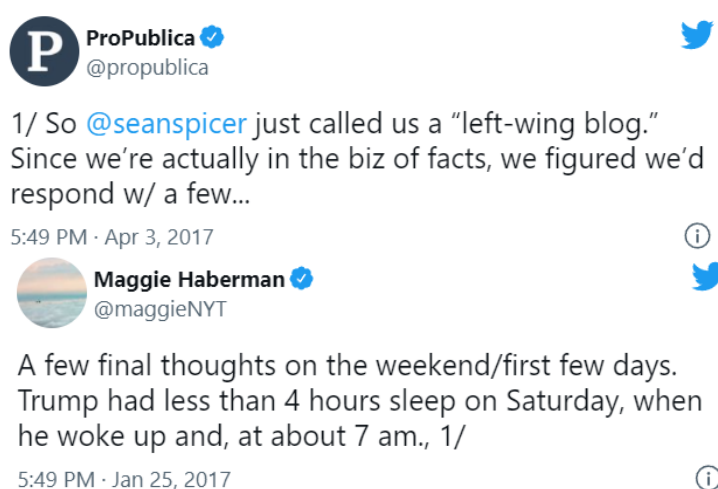 P
ProPublica
@propublica
1/ So @seanspicer just called us a “left-wing blog.”
Since we’re actually in the biz of facts, we figured we’d
respond w/ a few...
5:49 PM · Apr 3, 2017
Maggie Haberman
@maggieNYT
A few final thoughts on the weekend/first few days.
Trump had less than 4 hours sleep on Saturday, when
he woke up and, at about 7 am., 1/
5:49 PM · Jan 25, 2017